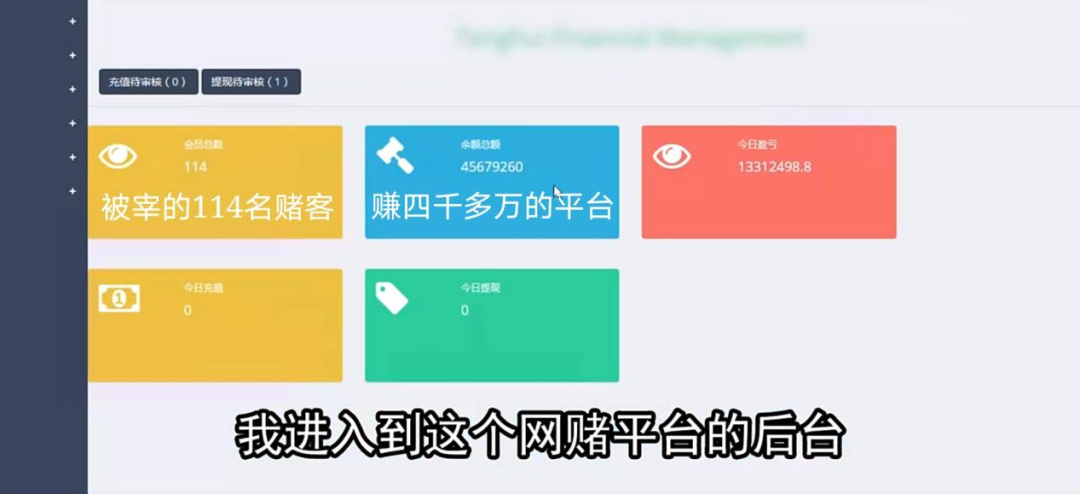 Tanghui Financial Management
充值待审核（0）
提现待审核（1）
会员总数
114
被宰的114名赌客
余额总额
45679260
赚四千多万的平台
今日盈亏
13312498.8
今日充值
0
今日提现
0
我进入到这个网赌平台的后台